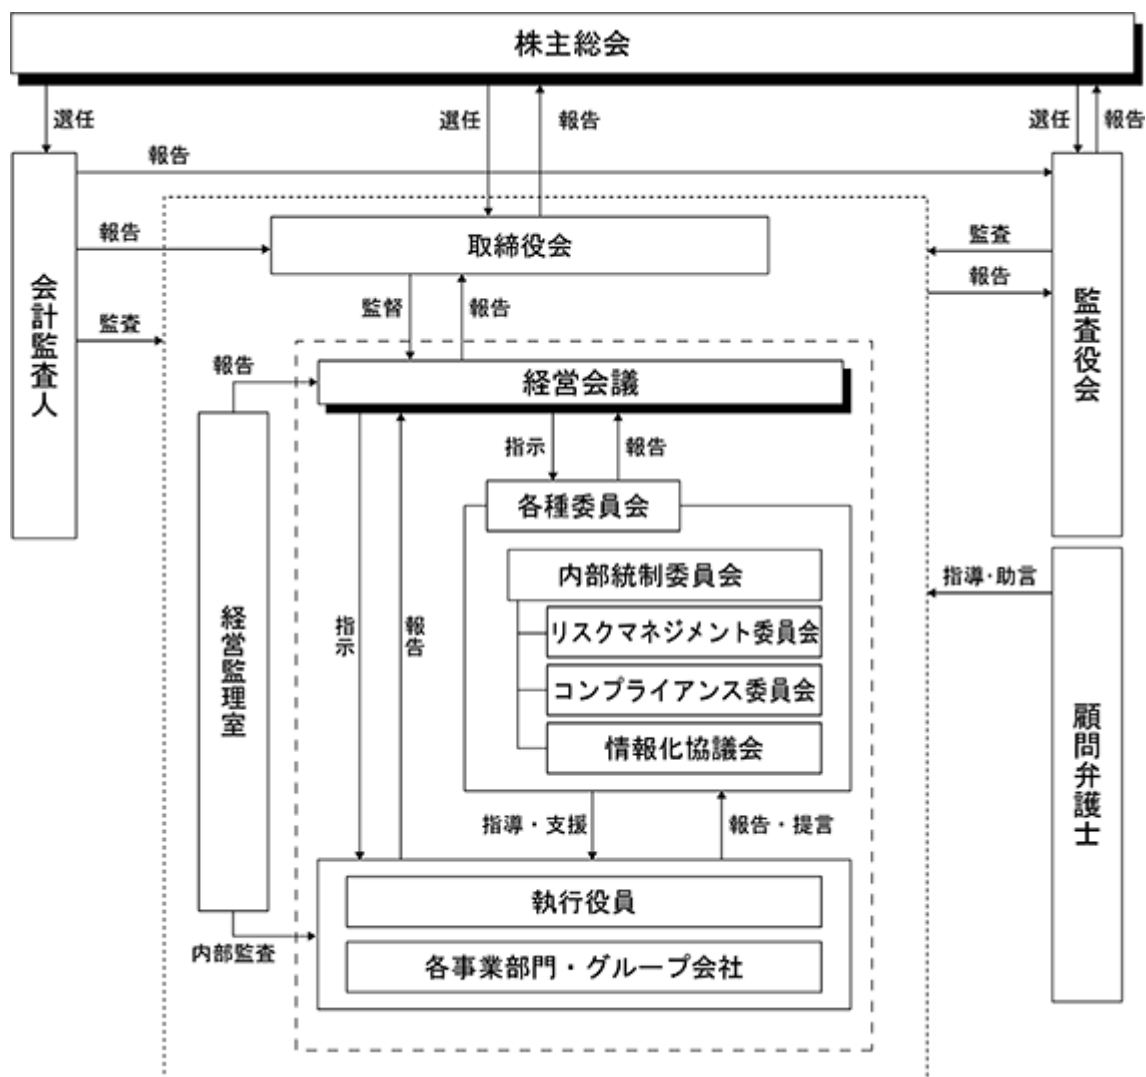 株主総会
選任
選任
報告
選任
報告
報告
会計監査人
報告
取締役会
監査
報告
監査役会
監督
報告
監査
報告
経営会議
指示
報告
各種委員会
内部統制委員会
リスクマネジメント委員会
コンプライアンス委員会
情報化協議会
指示
報告
経営監理室
指導・助言
顧問弁護士
指導・支援
報告・提言
執行役員
内部監査
各事業部門・グループ会社